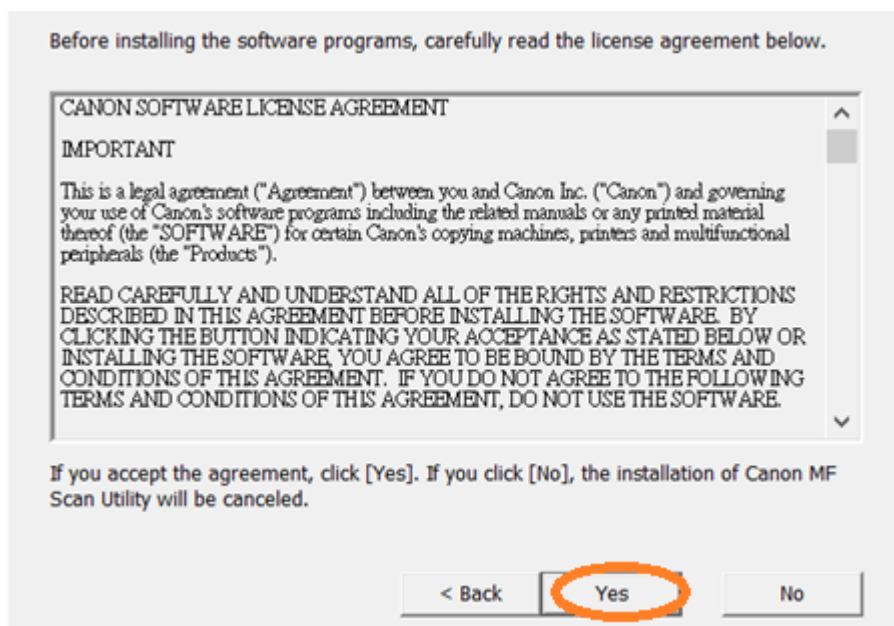 Before installing the software programs, carefully read the license agreement below.
CANON SOFTWARE LICENSE AGREEMENT
IMPORTANT
This is a legal agreement ("Agreement") between you and Canon Inc. ("Canon") and governing
your use of Canon's software programs including the related manuals or any printed material
thereof (the "SOFTWARE") for certain Canon's copying machines, printers and multifunctional
peripherals (the "Products").
READ CAREFULLY AND UNDERSTAND ALL OF THE RIGHTS AND RESTRICTIONS
DESCRIBED IN THIS AGREEMENT BEFORE INSTALLING THE SOFTWARE.  BY
CLICKING THE BUTTON INDICATING YOUR ACCEPTANCE AS STATED BELOW OR
INSTALLING THE SOFTWARE, YOU AGREE TO BE BOUND BY THE TERMS AND
CONDITIONS OF THIS AGREEMENT.  IF YOU DO NOT AGREE TO THE FOLLOWING
TERMS AND CONDITIONS OF THIS AGREEMENT, DO NOT USE THE SOFTWARE.
If you accept the agreement, click [Yes]. If you click [No], the installation of Canon MF
Scan Utility will be canceled.
< Back Yes No